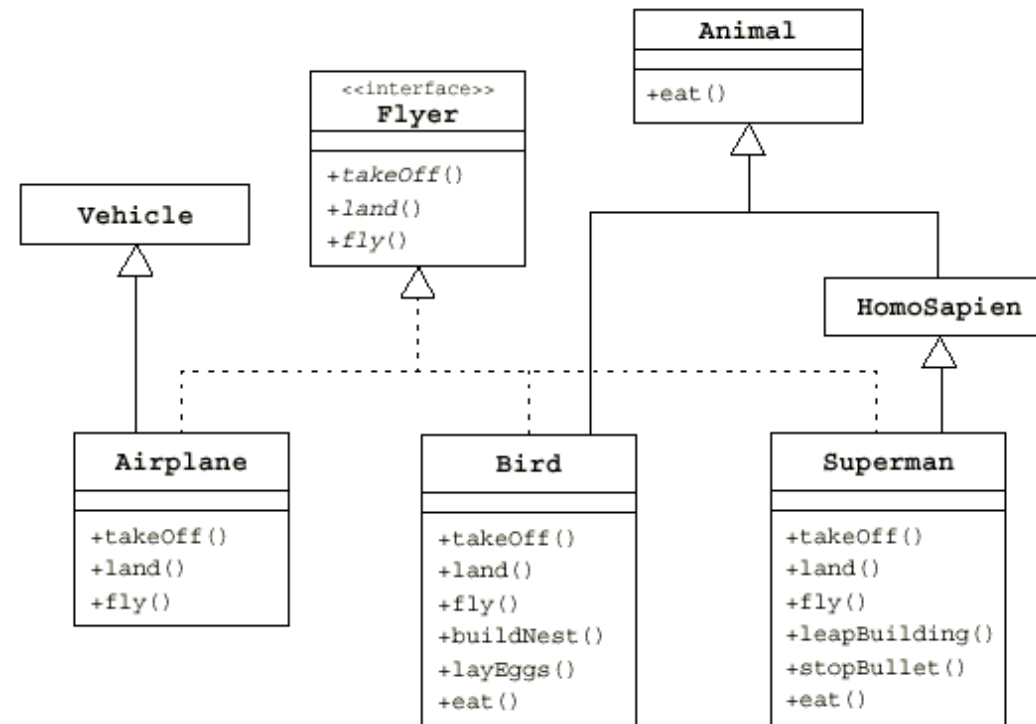 Animal
+eat()
<<interface>>
Flyer
+takeOff()
+land()
+fly()
Vehicle
HomoSapien
Airplane
+takeOff()
+land()
+fly()
Bird
+takeOff()
+land()
+fly()
+buildNest()
+layEggs()
+eat()
Superman
+takeOff()
+land()
+fly()
+leapBuilding()
+stopBullet()
+eat()